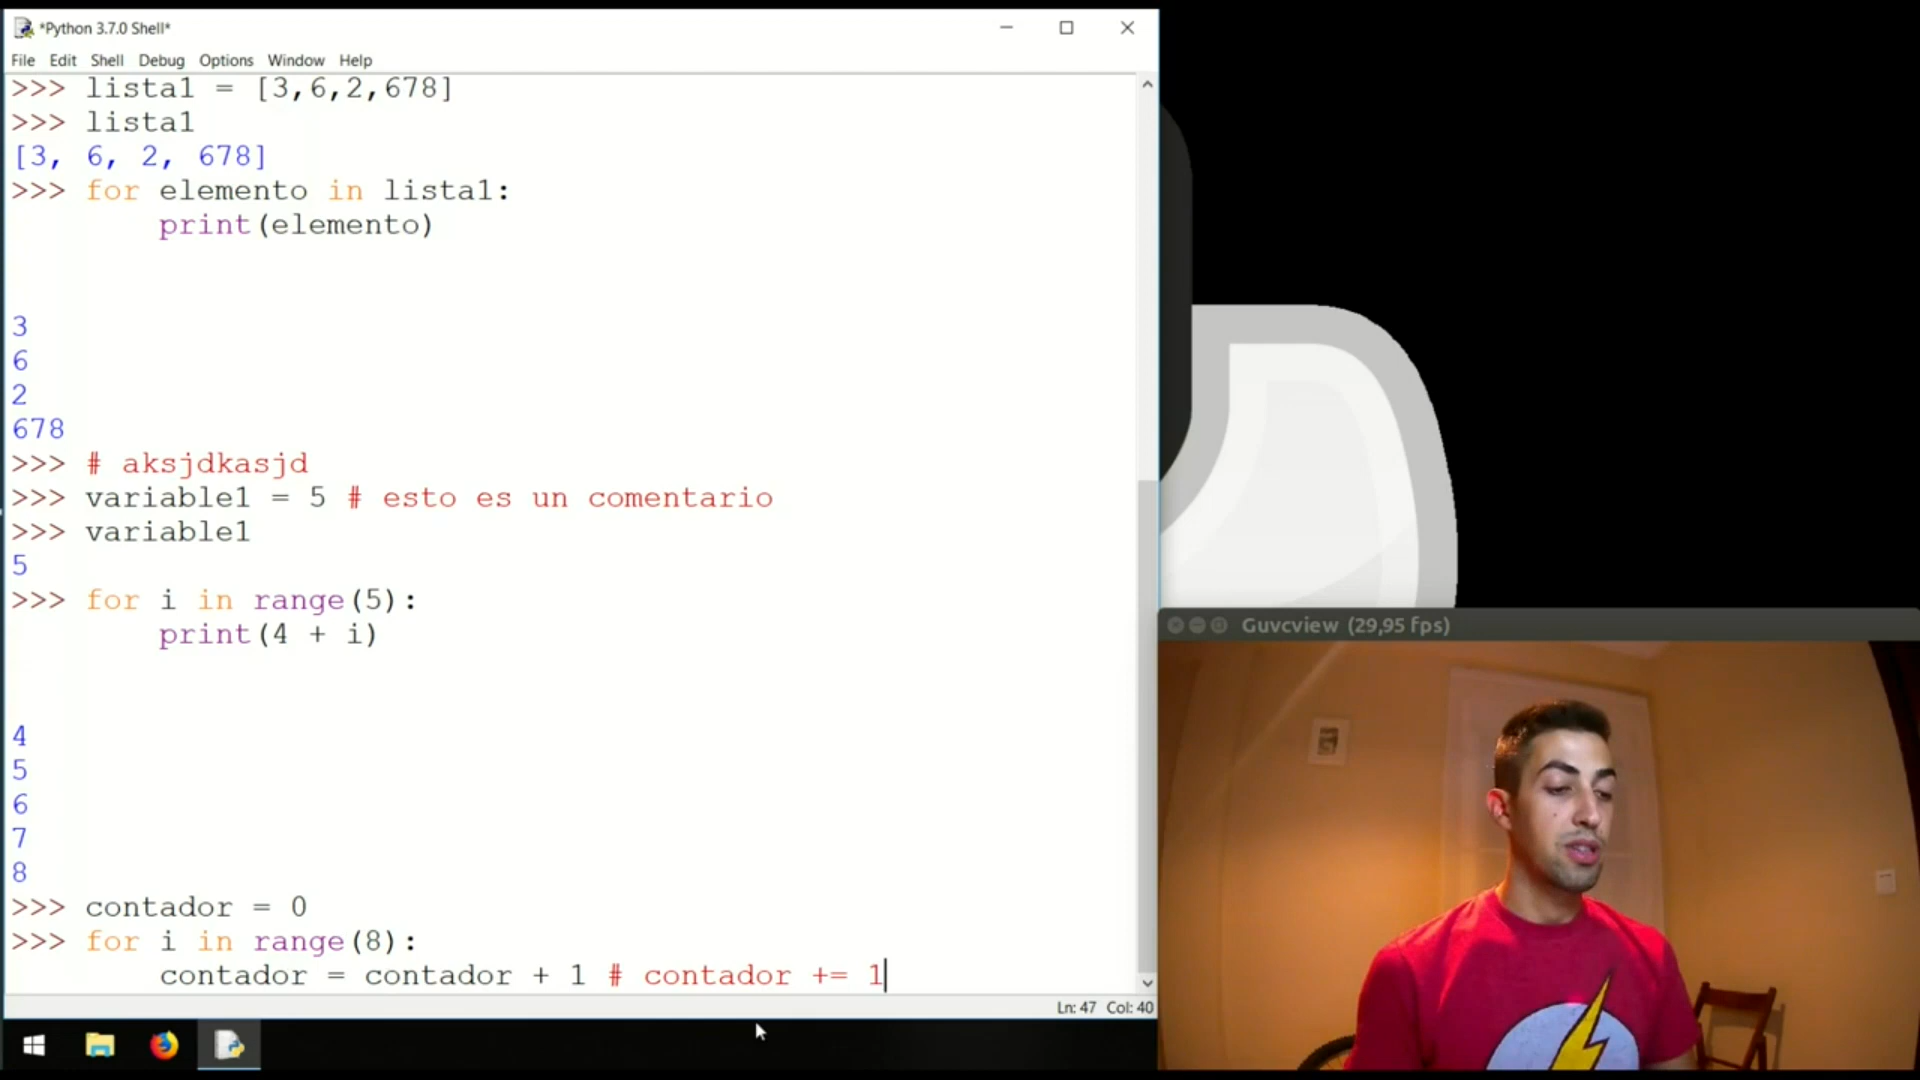 *Python 3.7.0 Shell*
File Edit Shell Debug Options Window Help
>>> lista1 = [3,6,2,678]
>>> lista1
[3, 6, 2, 678]
>>> for elemento in lista1:
print(elemento)
3
6
2
678
>>> # aksjdkasjd
>>> variable1 = 5 # esto es un comentario
>>> variable1
5
>>> for i in range(5):
print(4 + i)
4
5
6
7
8
>>> contador = 0
>>> for i in range(8):
contador = contador + 1 # contador += 1
Ln: 47 Col: 40
Guvcview (29,95 fps)